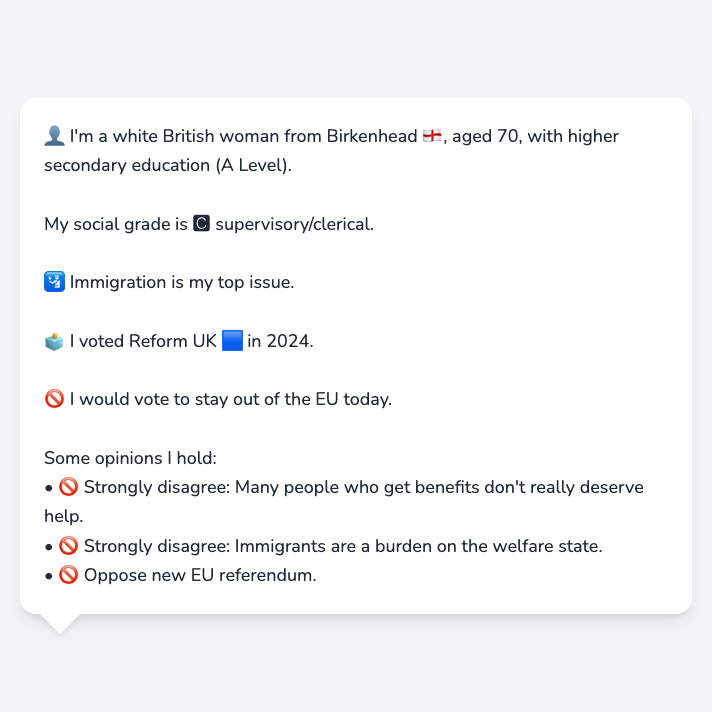 👤 I'm a white British woman from Birkenhead 🏴󠁧󠁢󠁥󠁮󠁧󠁿, aged 70, with higher
secondary education (A Level).
My social grade is 🅲 supervisory/clerical.
🛂 Immigration is my top issue.
🗳️ I voted Reform UK 🟦 in 2024.
🚫 I would vote to stay out of the EU today.
Some opinions I hold:
• 🚫 Strongly disagree: Many people who get benefits don't really deserve
help.
• 🚫 Strongly disagree: Immigrants are a burden on the welfare state.
• 🚫 Oppose new EU referendum.